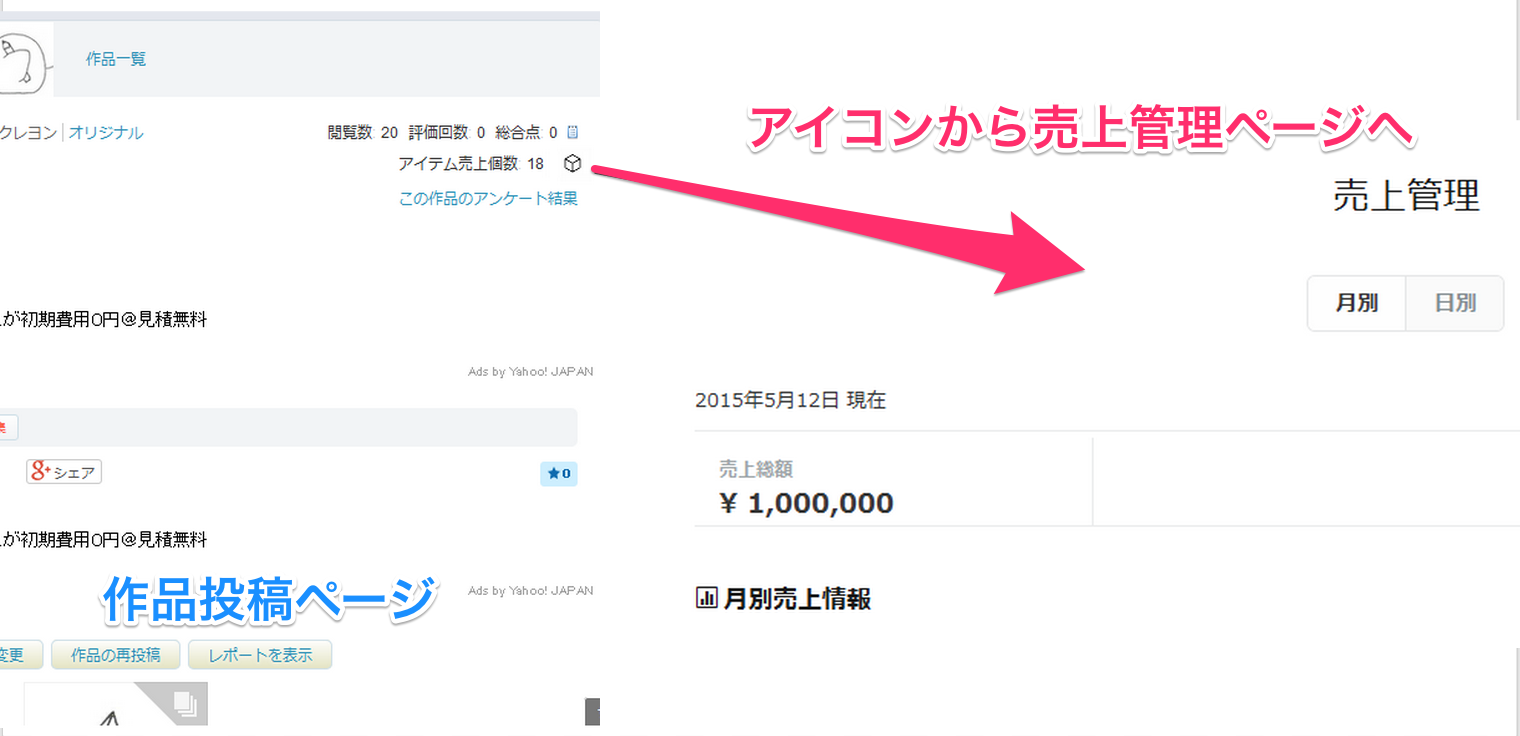 作品一覧
クレヨン オリジナル
閲覧数: 20 評価回数: 0 総合点: 0
アイテム売上個数: 18
この作品のアンケート結果
が初期費用0円@見積無料
Ads by Yahoo! JAPAN
集
8+ シェア
★0
が初期費用0円@見積無料
作品投稿ページ
Ads by Yahoo! JAPAN
変更 作品の再投稿 レポートを表示
アイコンから売上管理ページへ
売上管理
月別 日別
2015年5月12日 現在
売上総額
¥ 1,000,000
月別売上情報